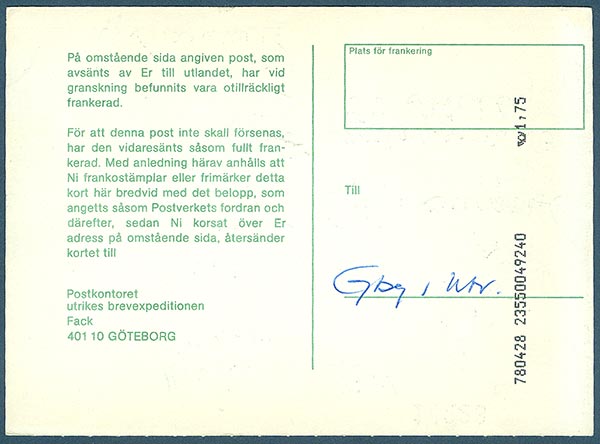 På omstående sida angiven post, som
avsänts av Er till utlandet, har vid
granskning befunnits vara otillräckligt
frankerad.
För att denna post inte skall försenas,
har den vidaresänts såsom fullt fran-
kerad. Med anledning härav anhålls att
Ni frankostämplar eller frimärker detta
kort här bredvid med det belopp, som
angetts såsom Postverkets fordran och
därefter, sedan Ni korsat över Er
adress på omstående sida, återsänder
kortet till
Postkontoret
utrikes brevexpeditionen
Fack
401 10 GÖTEBORG
Plats för frankering
1,75
Till
Gbg 1 Utr.
780428 23550049240